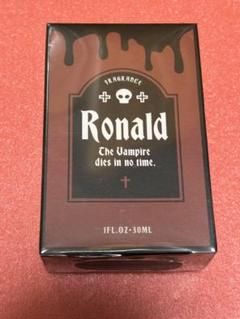 FRAGRANCE
Ronald
The Vampire
dies in no time.
1FL.OZ·30ML